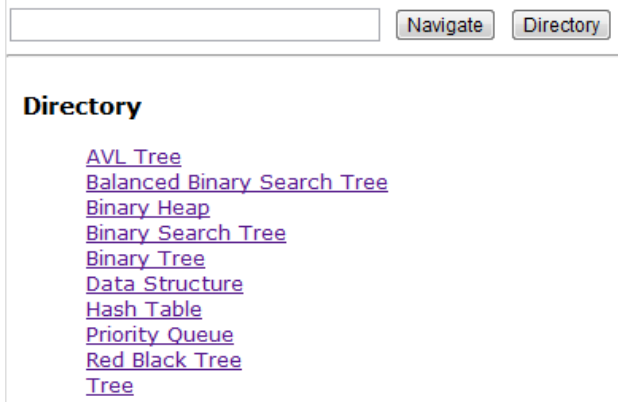 Navigate Directory
Directory
AVL Tree
Balanced Binary Search Tree
Binary Heap
Binary Search Tree
Binary Tree
Data Structure
Hash Table
Priority Queue
Red Black Tree
Tree